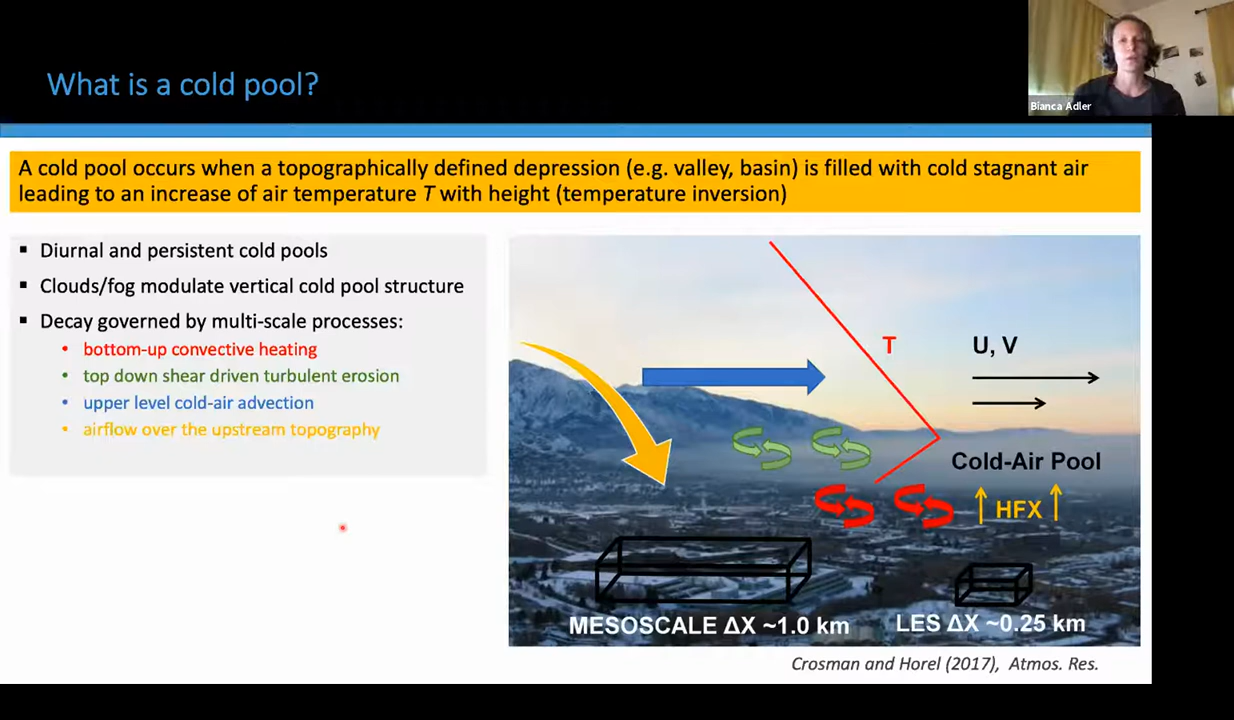 What is a cold pool?
Bianca Adler
A cold pool occurs when a topographically defined depression (e.g. valley, basin) is filled with cold stagnant air
leading to an increase of air temperature T with height (temperature inversion)
Diurnal and persistent cold pools
Clouds/fog modulate vertical cold pool structure
Decay governed by multi-scale processes:
bottom-up convective heating
top down shear driven turbulent erosion
upper level cold-air advection
airflow over the upstream topography
T
U, V
Cold-Air Pool
HFX
MESOSCALE ΔX ~1.0 km
LES ΔX ~0.25 km
Crosman and Horel (2017), Atmos. Res.